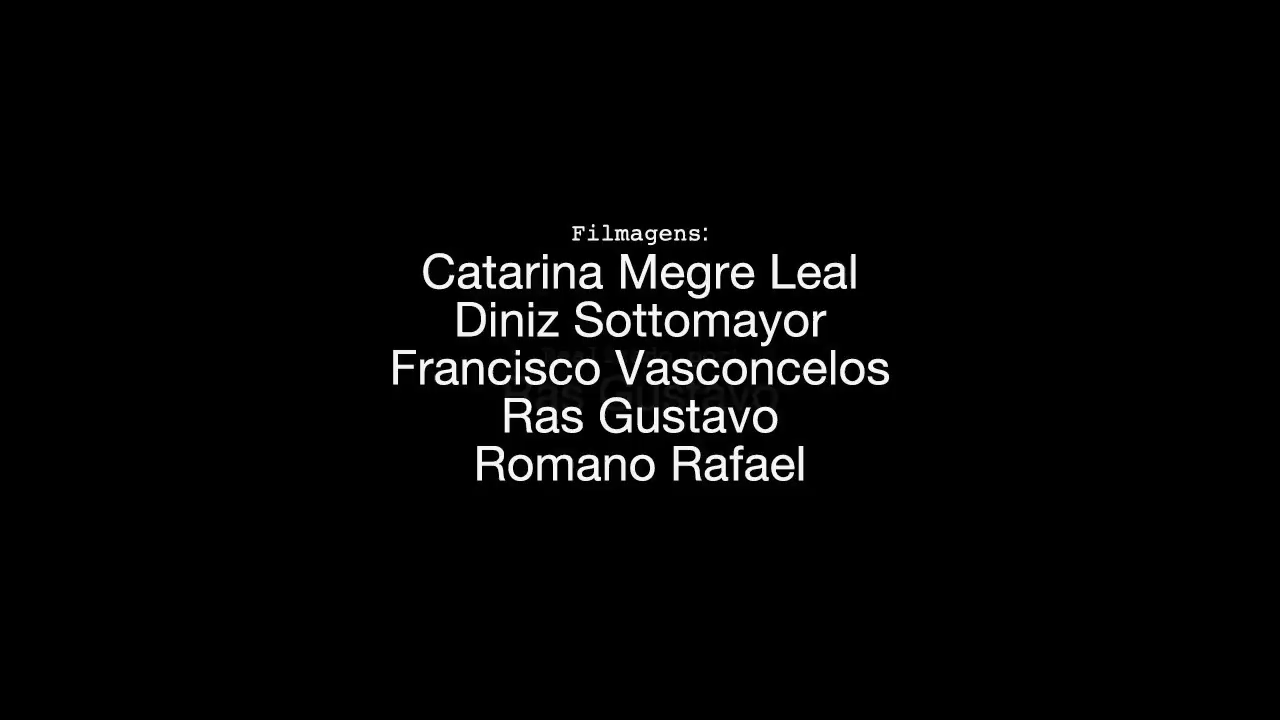 Filmagens:
Catarina Megre Leal
Diniz Sottomayor
Francisco Vasconcelos
Ras Gustavo
Romano Rafael